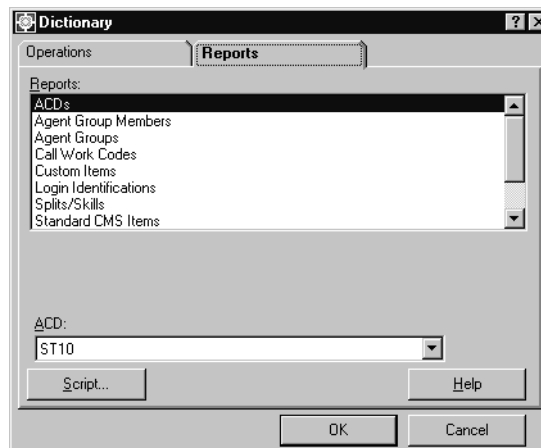 Dictionary
Operations Reports
Reports:
ACDs
Agent Group Members
Agent Groups
Call Work Codes
Custom Items
Login Identifications
Splits/Skills
Standard CMS Items
ACD:
ST10
Script... Help
OK Cancel